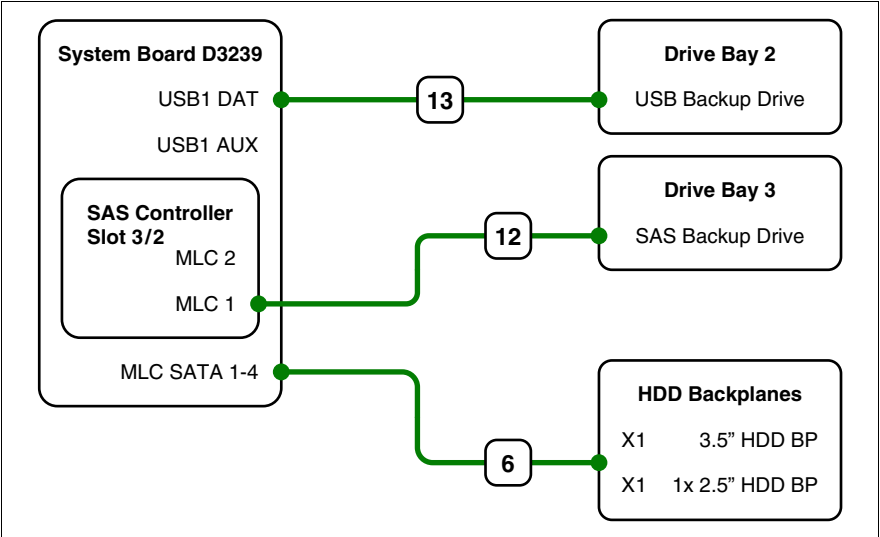 System Board D3239
USB1 DAT
USB1 AUX
SAS Controller
Slot 3/2
MLC 2
MLC 1
MLC SATA 1-4
13
12
6
Drive Bay 2
USB Backup Drive
Drive Bay 3
SAS Backup Drive
HDD Backplanes
X1 3.5” HDD BP
X1 1x 2.5” HDD BP